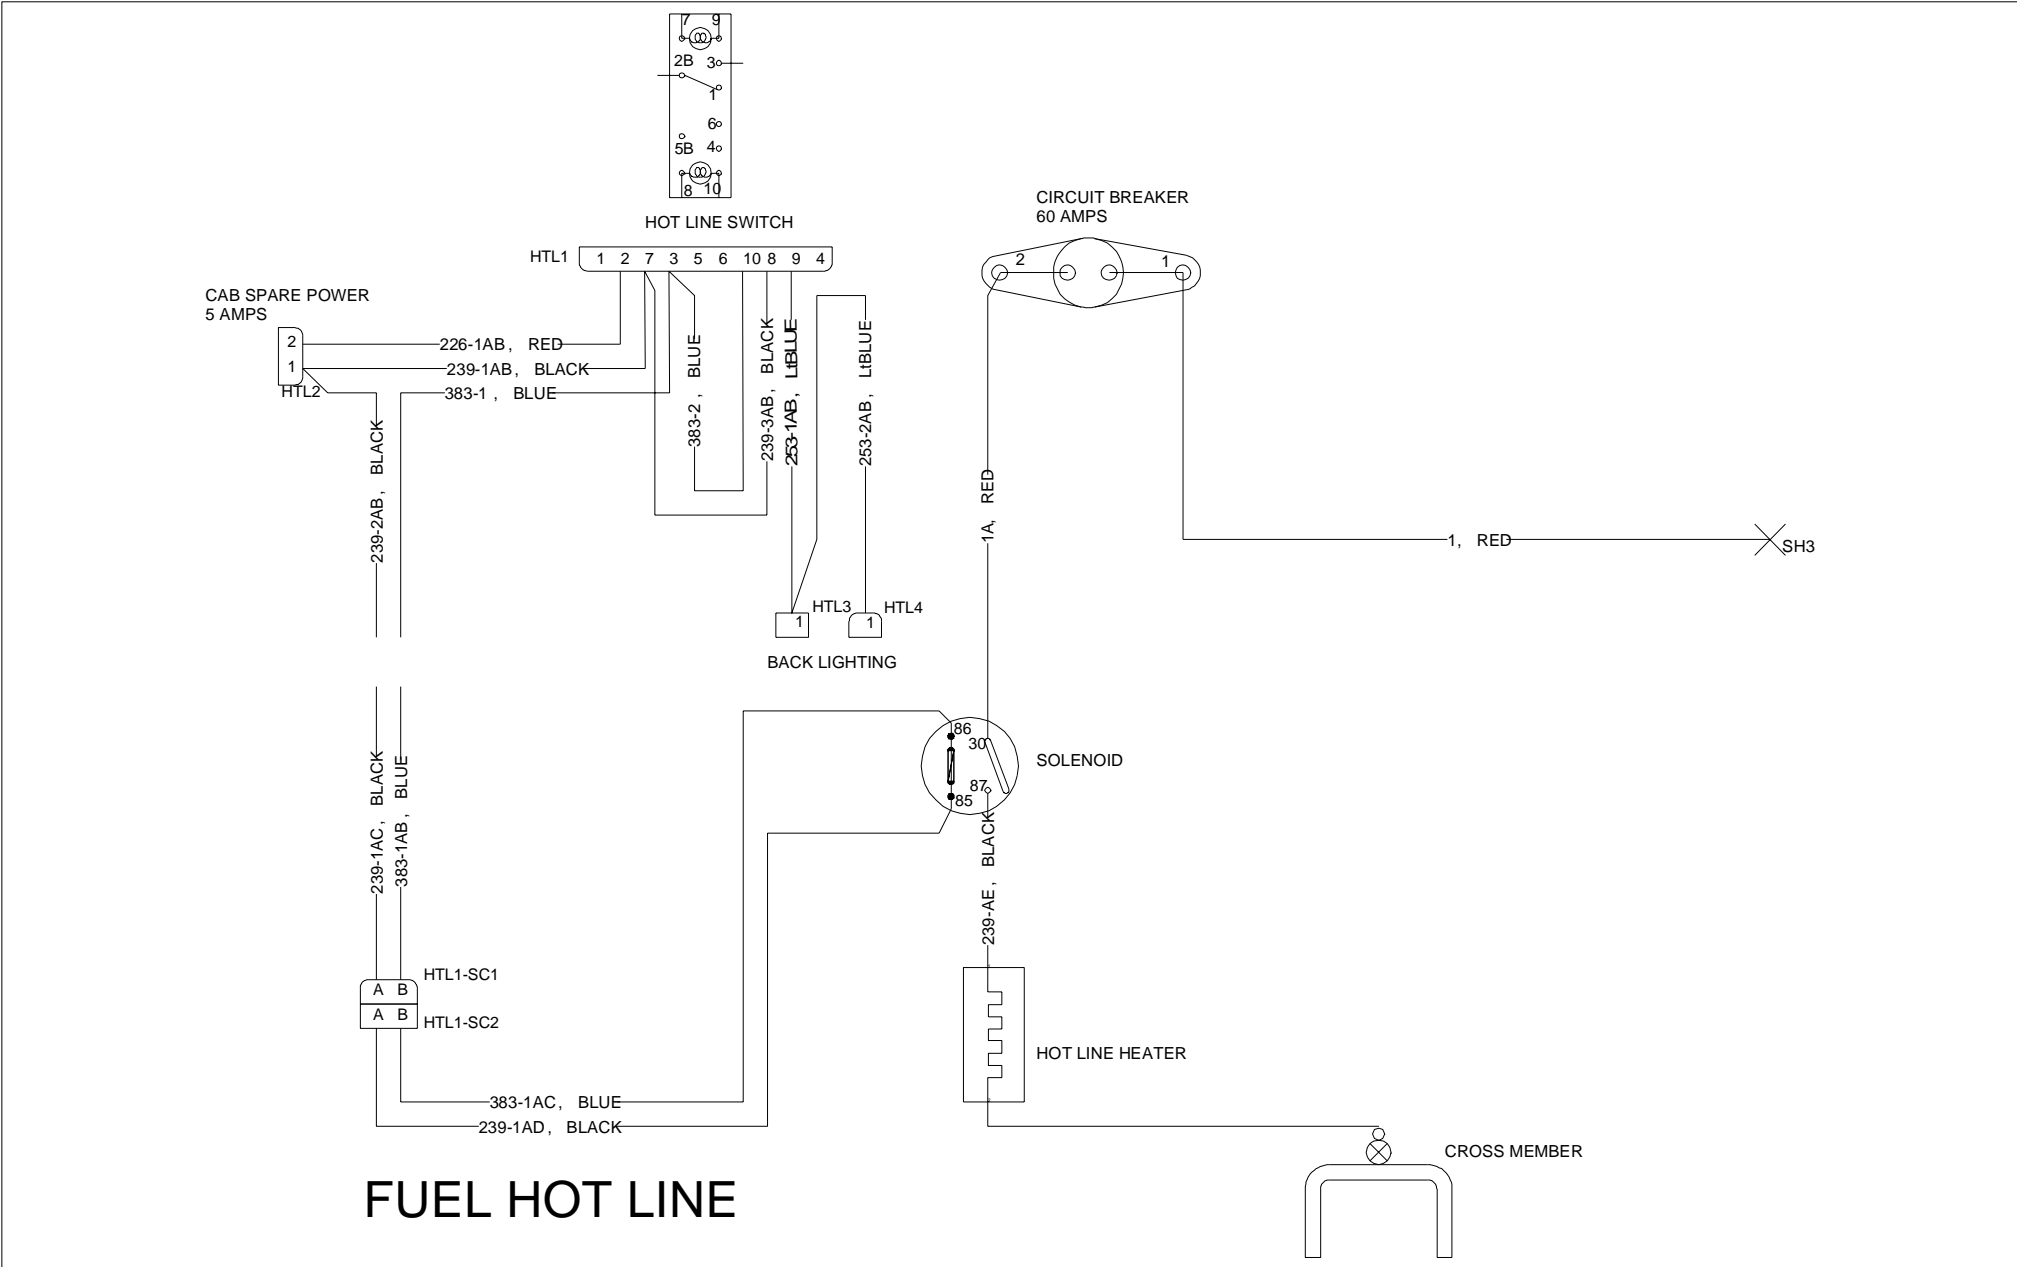 7 9
2B 3
1
6
5B 4
8 10
HOT LINE SWITCH
HTL1 1 2 7 3 5 6 10 8 9 4
CIRCUIT BREAKER
60 AMPS
2 1
CAB SPARE POWER
5 AMPS
2
1
HTL2
226-1AB, RED
239-1AB, BLACK
383-1, BLUE
239-2AB, BLACK
383-2, BLUE
239-3AB, BLACK
253-1AB, LtBLUE
253-2AB, LtBLUE
1A, RED
1, RED
SH3
1 HTL3
1 HTL4
BACK LIGHTING
86
30
87
85
SOLENOID
239-1AC, BLACK
383-1AB, BLUE
239-AE, BLACK
HTL1-SC1
A B
A B
HTL1-SC2
HOT LINE HEATER
383-1AC, BLUE
239-1AD, BLACK
CROSS MEMBER
FUEL HOT LINE